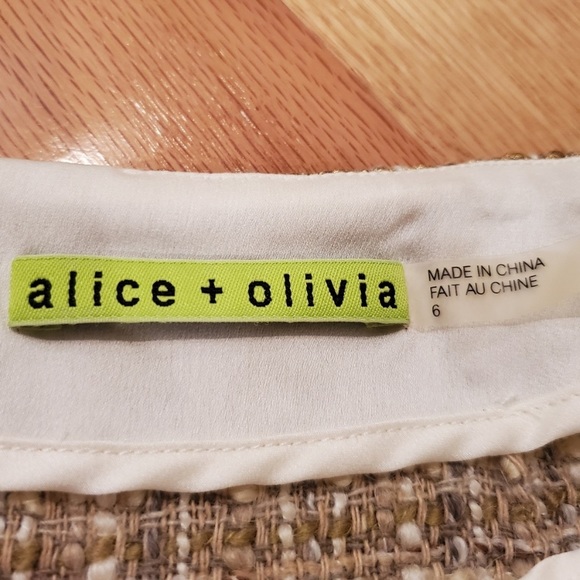 alice + olivia
MADE IN CHINA
FAIT AU CHINE
6